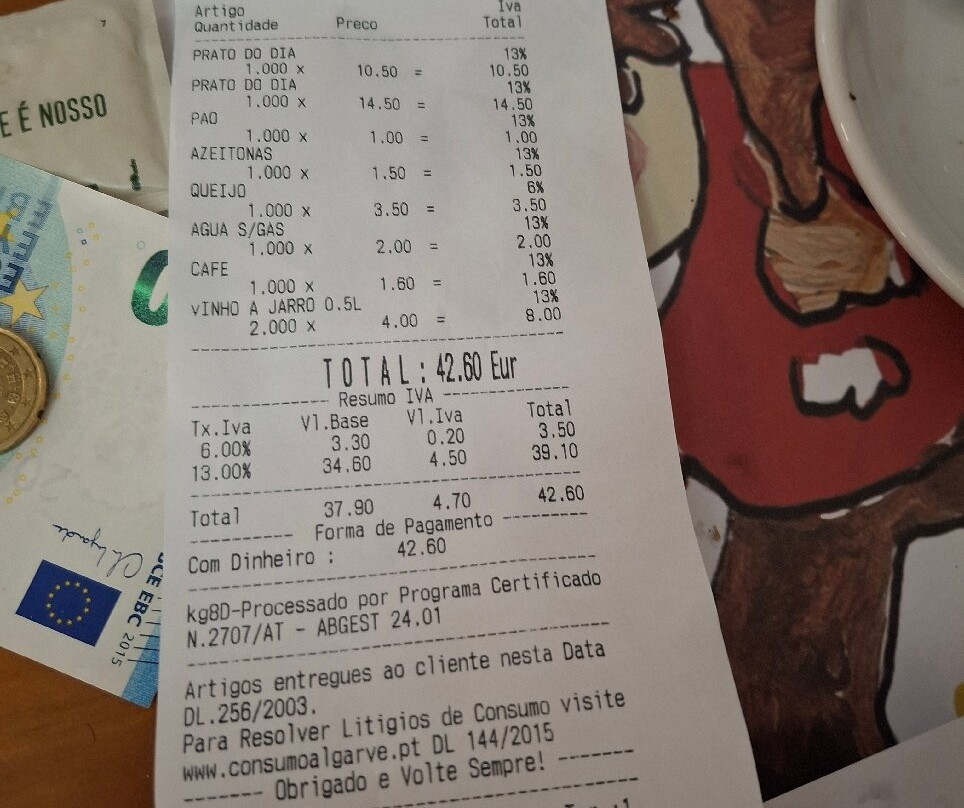 E É NOSSO
Artigo Iva
Quantidade Preco Total
PRATO DO DIA 13%
1.000 x 10.50 = 10.50
PRATO DO DIA 13%
1.000 x 14.50 = 14.50
PAO 13%
1.000 x 1.00 = 1.00
AZEITONAS 13%
1.000 x 1.50 = 1.50
QUEIJO 6%
1.000 x 3.50 = 3.50
AGUA S/GAS 13%
1.000 x 2.00 = 2.00
CAFE 13%
1.000 x 1.60 = 1.60
vINHO A JARRO 0.5L 13%
2.000 x 4.00 = 8.00
TOTAL: 42.60 Eur
Resumo IVA
Tx.Iva Vl.Base Vl.Iva Total
6.00% 3.30 0.20 3.50
13.00% 34.60 4.50 39.10
Total 37.90 4.70 42.60
Forma de Pagamento
Com Dinheiro : 42.60
kg8D-Processado por Programa Certificado
N.2707/AT - ABGEST 24.01
Artigos entregues ao cliente nesta Data
DL.256/2003.
Para Resolver Litigios de Consumo visite
www.consumoalgarve.pt DL 144/2015
Obrigado e Volte Sempre!
EBC 2015